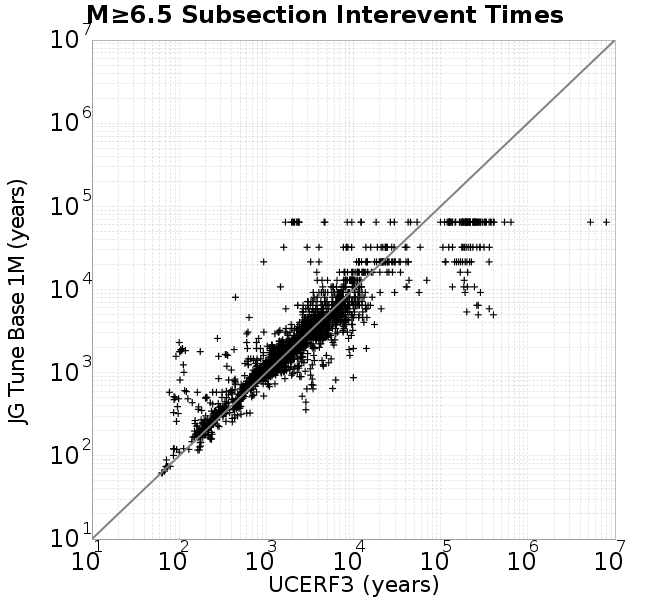 M≥6.5 Subsection Interevent Times
10^7
10^6
10^5
10^4
10^3
10^2
10^1
JG Tune Base 1M (years)
10^1 10^2 10^3 10^4 10^5 10^6 10^7
UCERF3 (years)